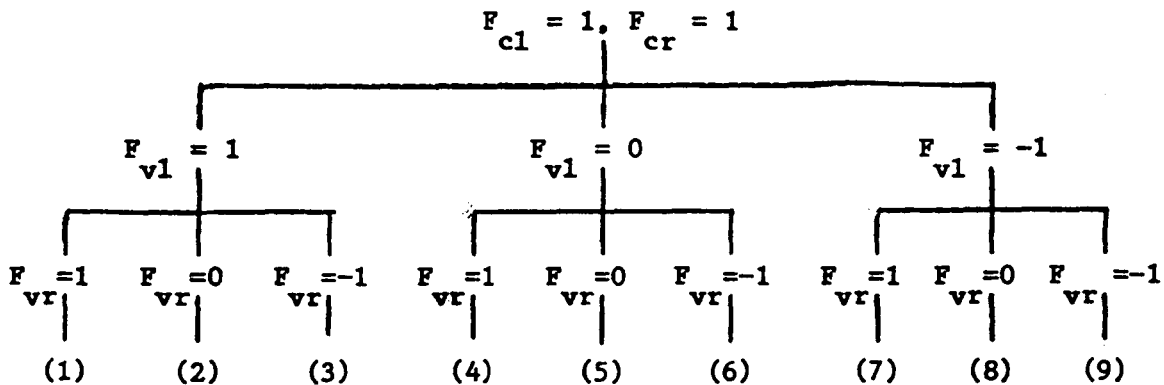 F_cl = 1, F_cr = 1
F_vl = 1 F_vl = 0 F_vl = -1
F_vr =1 F_vr =0 F_vr =-1 F_vr =1 F_vr =0 F_vr =-1 F_vr =1 F_vr =0 F_vr =-1
(1) (2) (3) (4) (5) (6) (7) (8) (9)